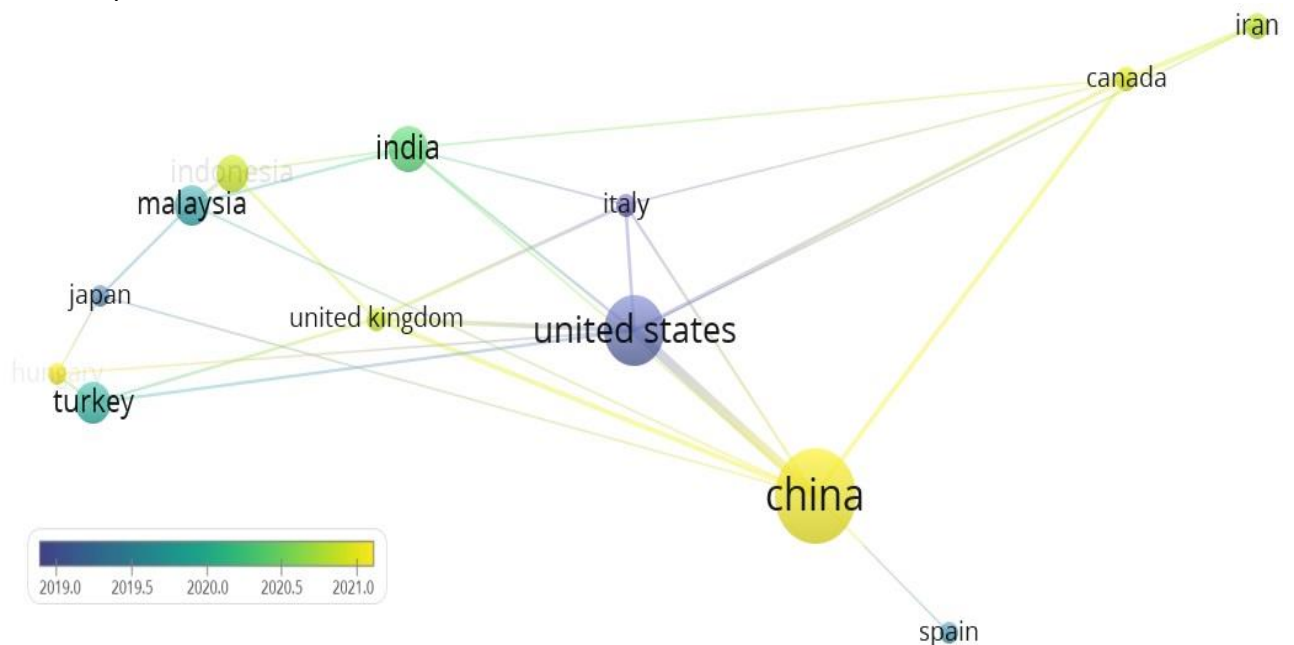 iran
canada
india
indonesia
malaysia
italy
japan
united kingdom
united states
hungary
turkey
china
2019.0 2019.5 2020.0 2020.5 2021.0
spain